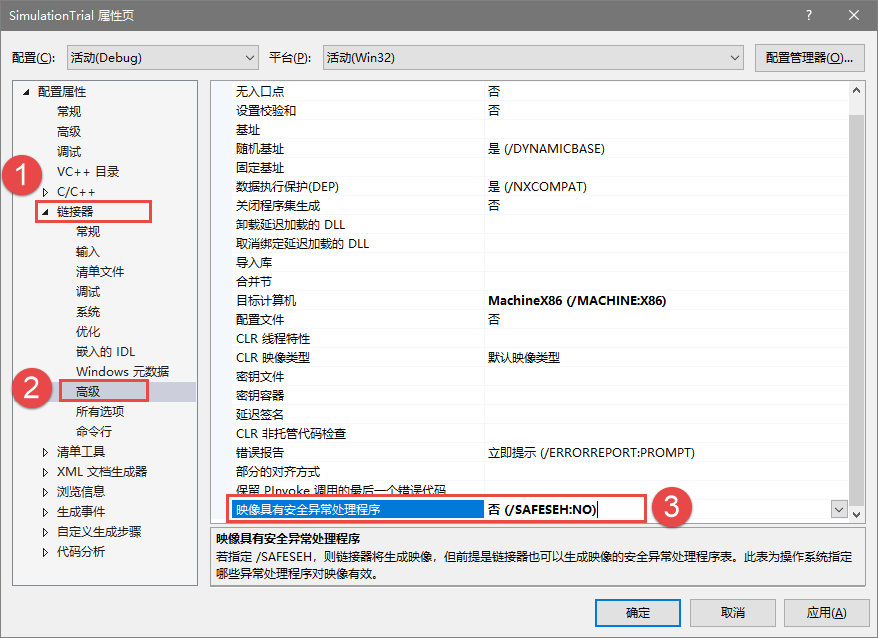 SimulationTrial 属性页
?
配置(C): 活动(Debug) 平台(P): 活动(Win32) 配置管理器(O)...
配置属性
常规
高级
调试
VC++ 目录
1
C/C++
链接器
常规
输入
清单文件
调试
系统
优化
嵌入的 IDL
Windows 元数据
2
高级
所有选项
命令行
清单工具
XML 文档生成器
浏览信息
生成事件
自定义生成步骤
代码分析
无入口点 否
设置校验和 否
基址
随机基址 是 (/DYNAMICBASE)
固定基址
数据执行保护(DEP) 是 (/NXCOMPAT)
关闭程序集生成 否
卸载延迟加载的 DLL
取消绑定延迟加载的 DLL
导入库
合并节
目标计算机 MachineX86 (/MACHINE:X86)
配置文件 否
CLR 线程特性
CLR 映像类型 默认映像类型
密钥文件
密钥容器
延迟签名
CLR 非托管代码检查
错误报告 立即提示 (/ERRORREPORT:PROMPT)
部分的对齐方式
保留 PInvoke 调用的最后一个错误代码
映像具有安全异常处理程序 否 (/SAFESEH:NO)
3
映像具有安全异常处理程序
若指定 /SAFESEH，则链接器将生成映像，但前提是链接器也可以生成映像的安全异常处理程序表。此表为操作系统指定
哪些异常处理程序对映像有效。
确定 取消 应用(A)